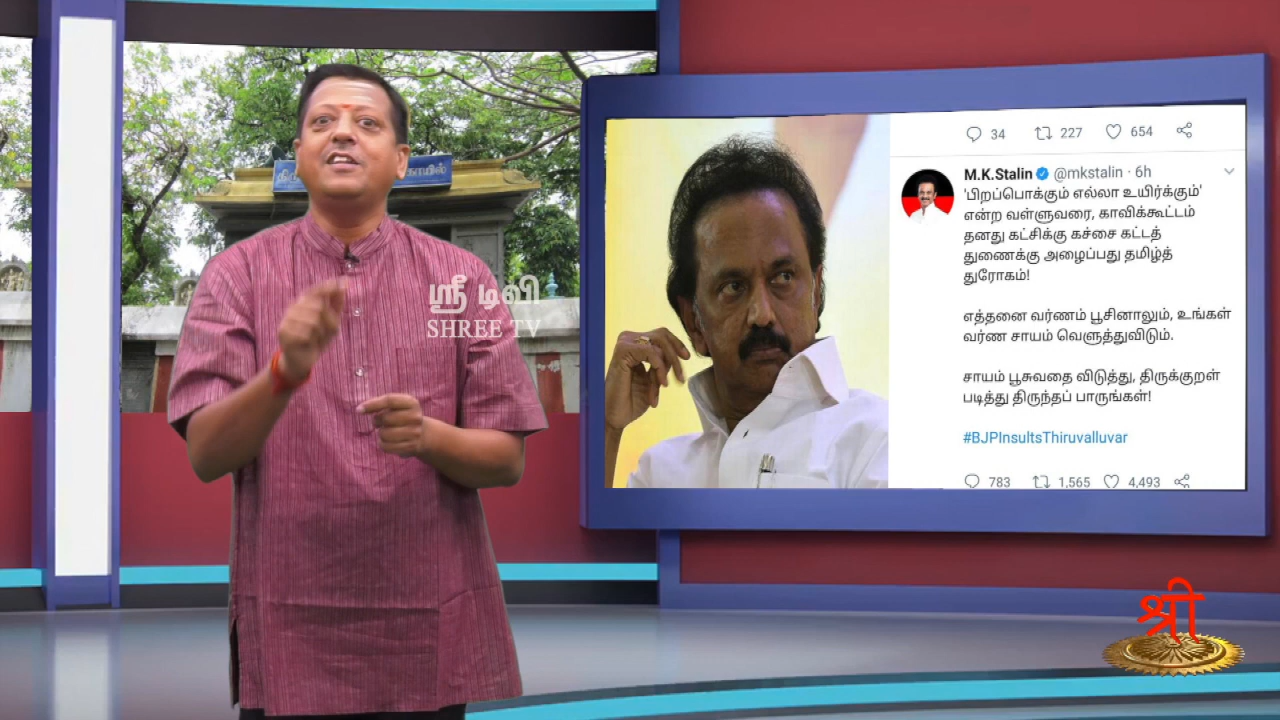 கோயில்
ஸ்ரீ டிவி
SHREE TV
34 227 654
M.K.Stalin @mkstalin · 6h
'பிறப்பொக்கும் எல்லா உயிர்க்கும்'
என்ற வள்ளுவரை, காவிக்கூட்டம்
தனது கட்சிக்கு கச்சை கட்டத்
துணைக்கு அழைப்பது தமிழ்த்
துரோகம்!
எத்தனை வர்ணம் பூசினாலும், உங்கள்
வர்ண சாயம் வெளுத்துவிடும்.
சாயம் பூசுவதை விடுத்து, திருக்குறள்
படித்து திருந்தப் பாருங்கள்!
#BJPInsultsThiruvalluvar
783 1,565 4,493
श्री